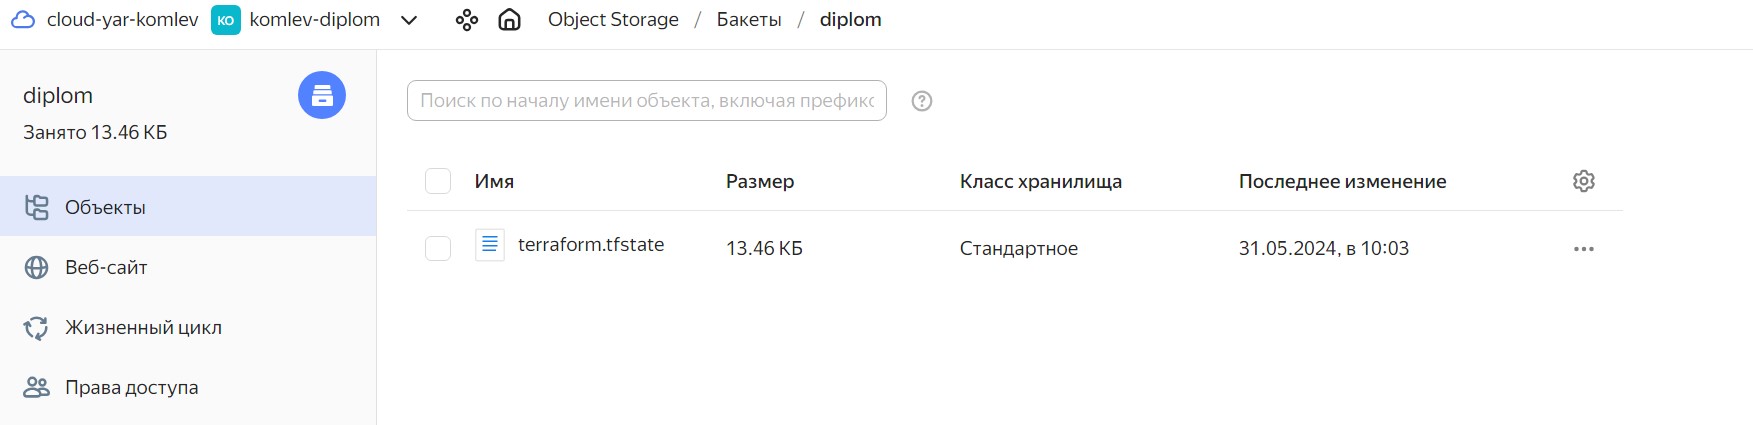 cloud-yar-komlev KO komlev-diplom Object Storage / Бакеты / diplom
diplom
Занято 13.46 КБ
Объекты
Веб-сайт
Жизненный цикл
Права доступа
Поиск по началу имени объекта, включая префикс
Имя Размер Класс хранилища Последнее изменение
terraform.tfstate 13.46 КБ Стандартное 31.05.2024, в 10:03